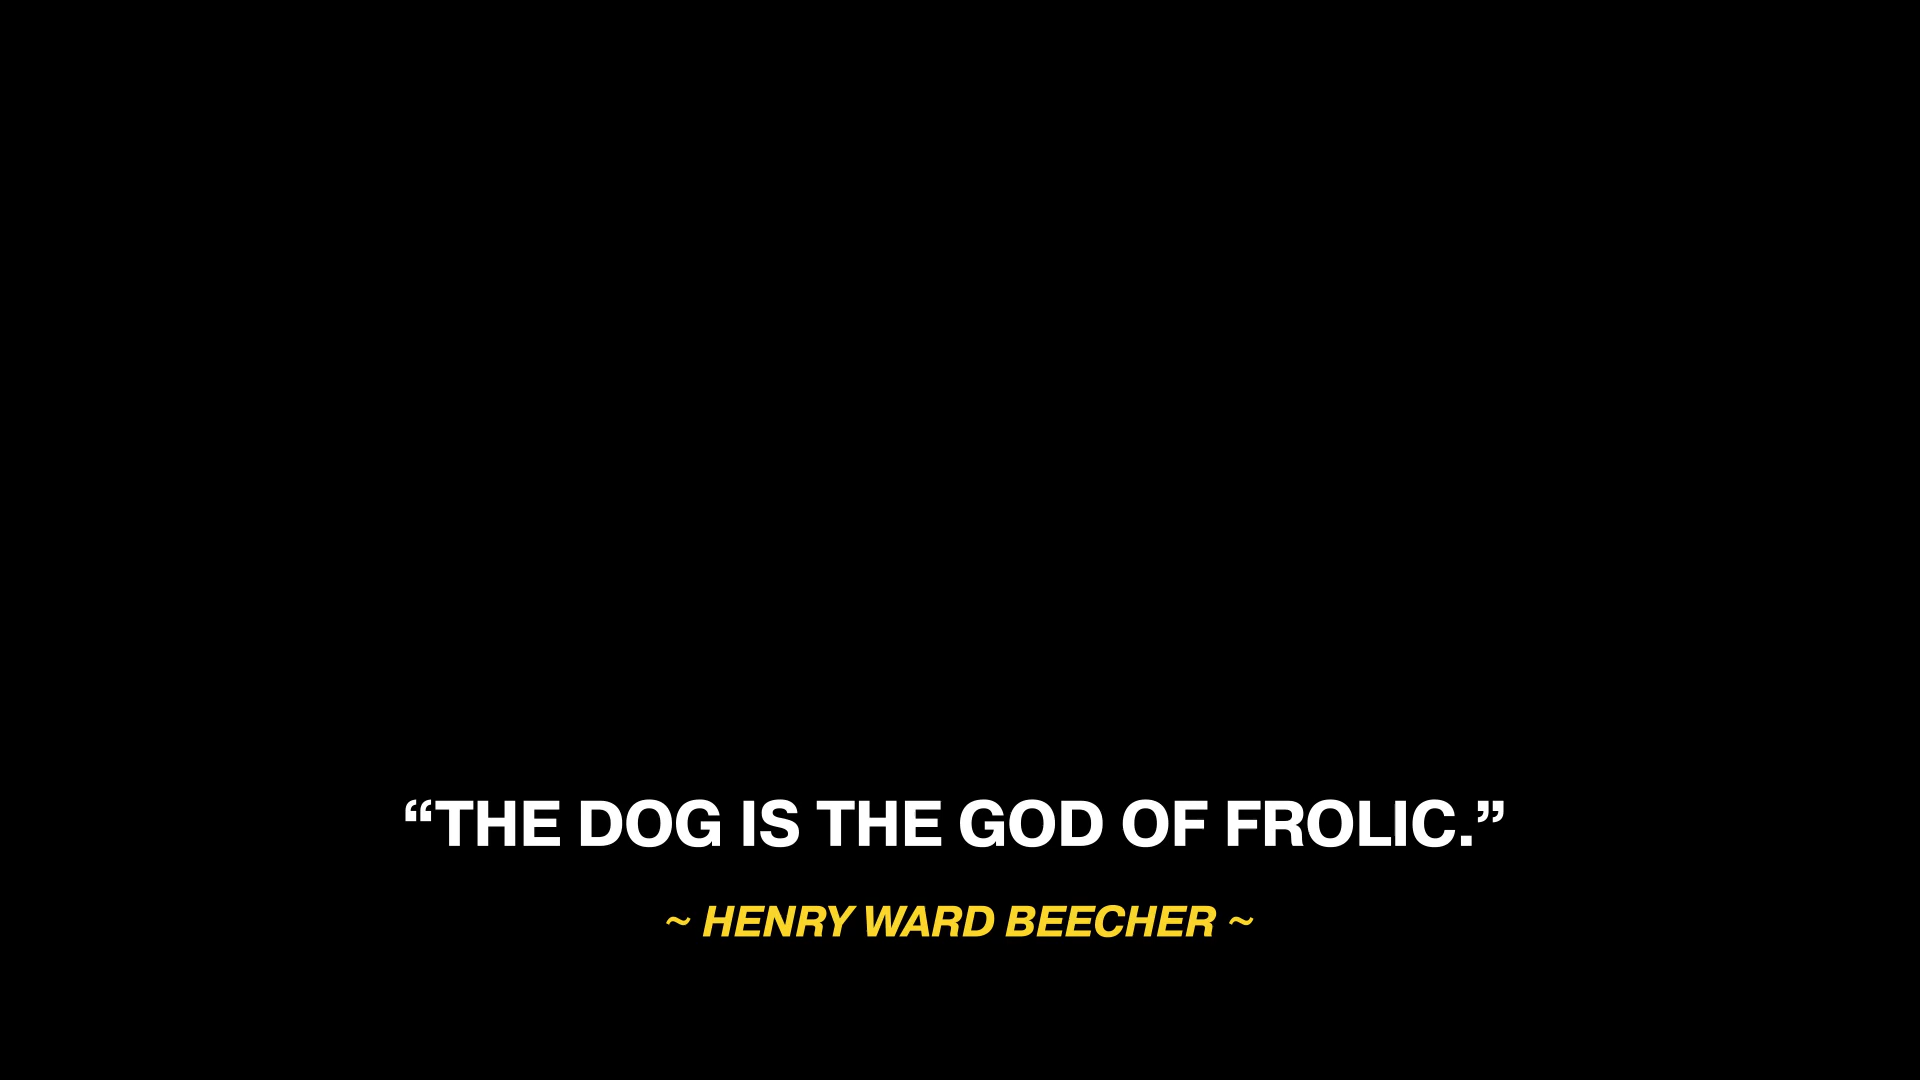 “THE DOG IS THE GOD OF FROLIC.”
~ HENRY WARD BEECHER ~